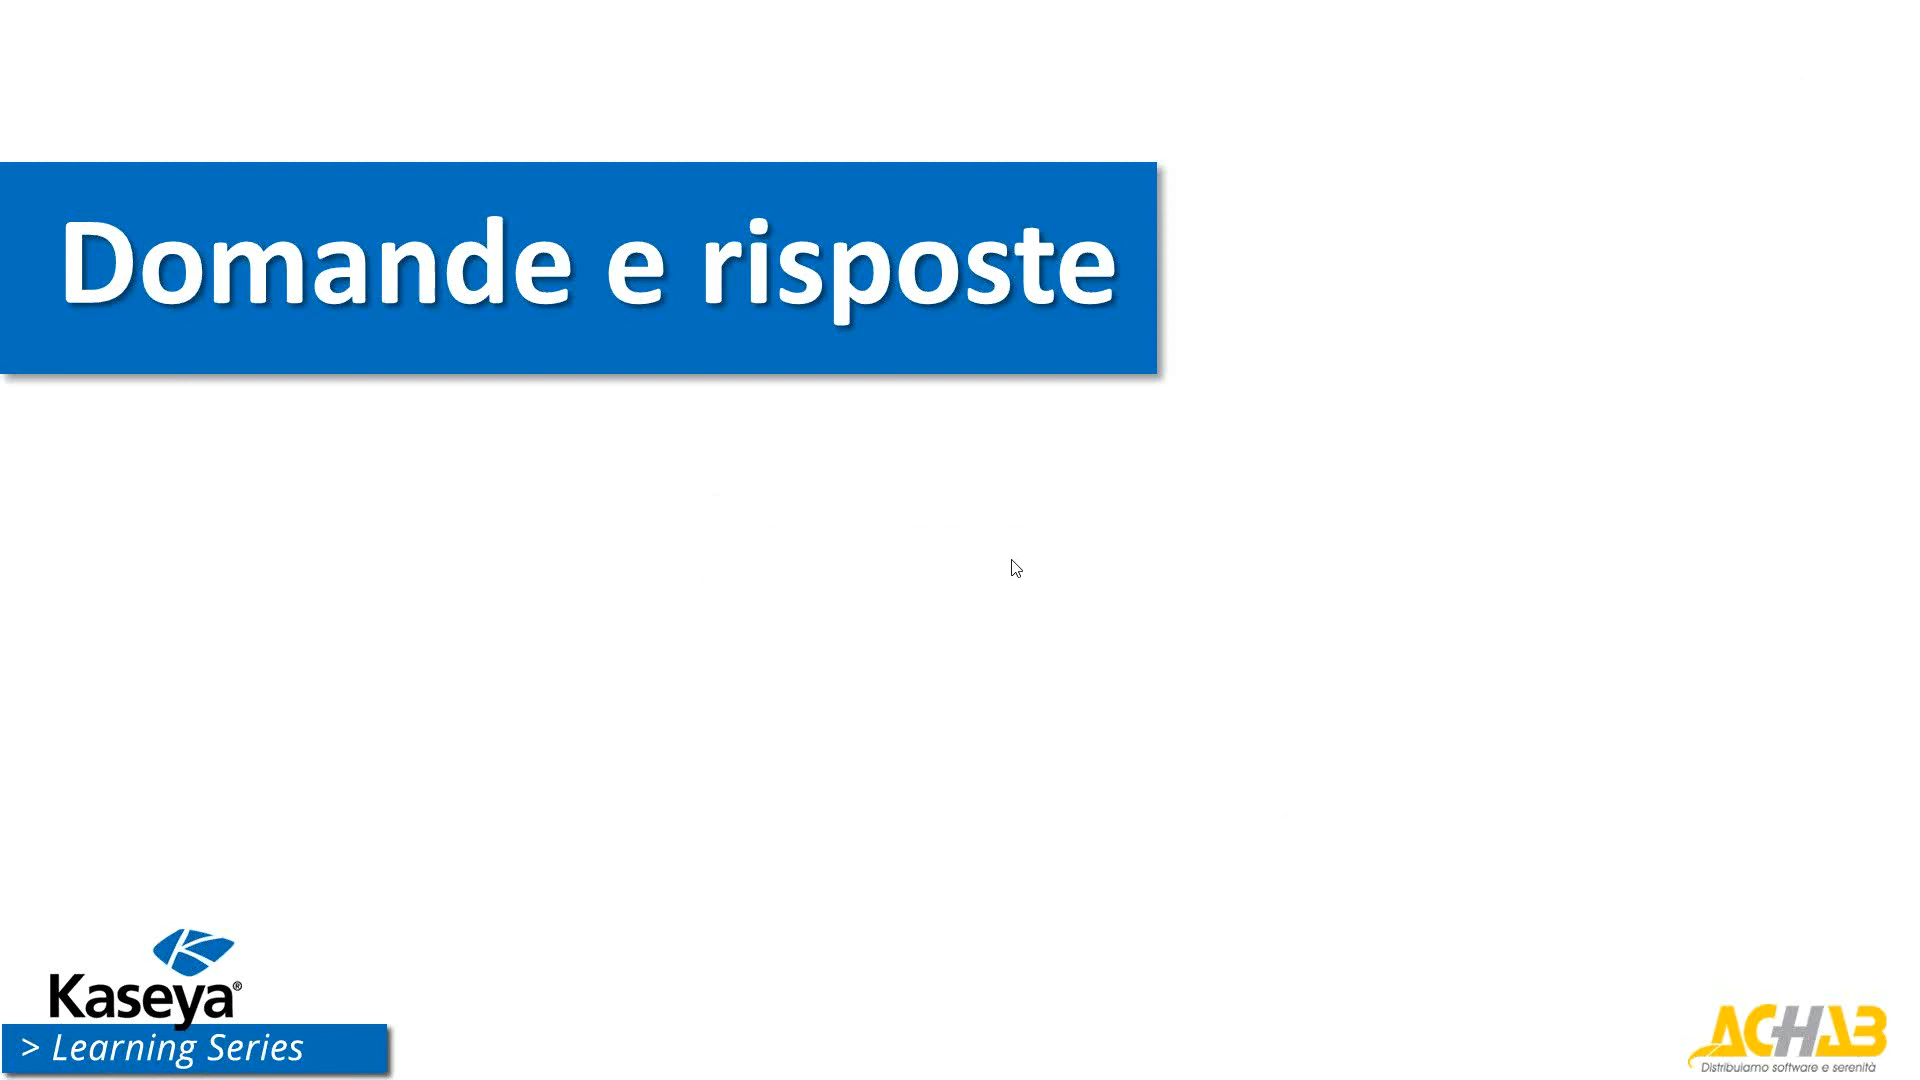 Domande e risposte
Kaseya®
> Learning Series
ACHAB
Distribuiamo software e serenità